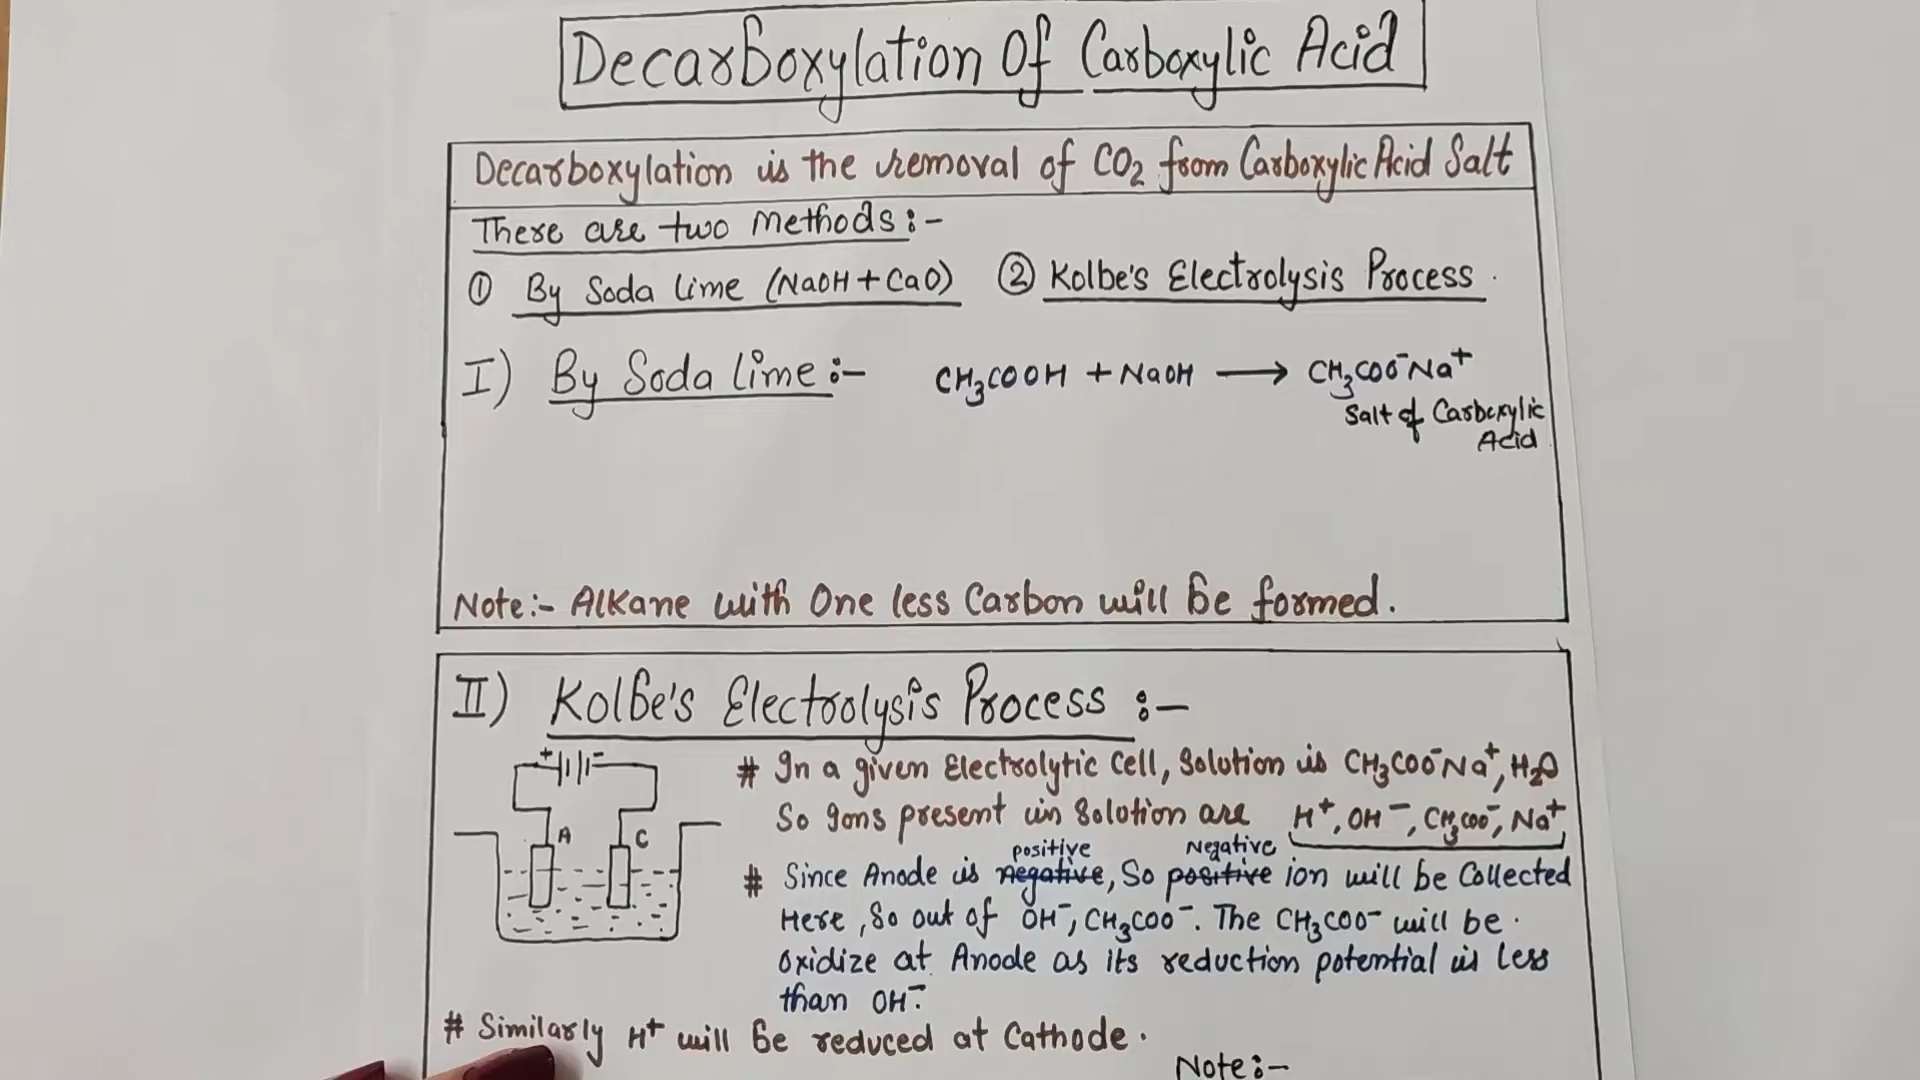 Decarboxylation Of Carboxylic Acid
Decarboxylation is the removal of CO₂ from Carboxylic Acid Salt
There are two Methods:-
① By Soda lime (NaOH + CaO) ② Kolbe's Electrolysis Process.
I) By Soda lime :- CH₃COOH + NaOH ⟶ CH₃COO⁻Na⁺
Salt of Carboxylic
Acid
Note:- Alkane with One less Carbon will be formed.
II) Kolbe's Electrolysis Process :-
+ -
A C
# In a given Electrolytic Cell, Solution is CH₃COO⁻Na⁺, H₂O
So Ions present in Solution are H⁺, OH⁻, CH₃COO⁻, Na⁺
positive Negative
# Since Anode is negative, So positive ion will be Collected
Here, So out of OH⁻, CH₃COO⁻. The CH₃COO⁻ will be.
Oxidize at Anode as its reduction potential is less
than OH⁻.
# Similarly H⁺ will be reduced at Cathode.
Note:-